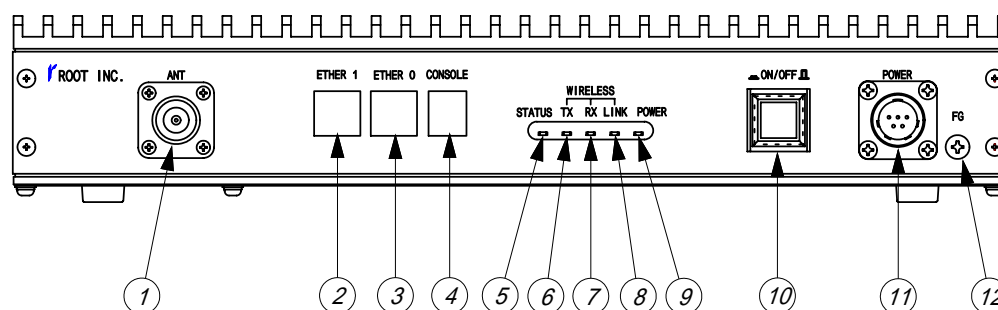 ROOT INC.
ANT
ETHER 1
ETHER 0
CONSOLE
WIRELESS
STATUS TX RX LINK POWER
ON/OFF
POWER
FG
1 2 3 4 5 6 7 8 9 10 11 12